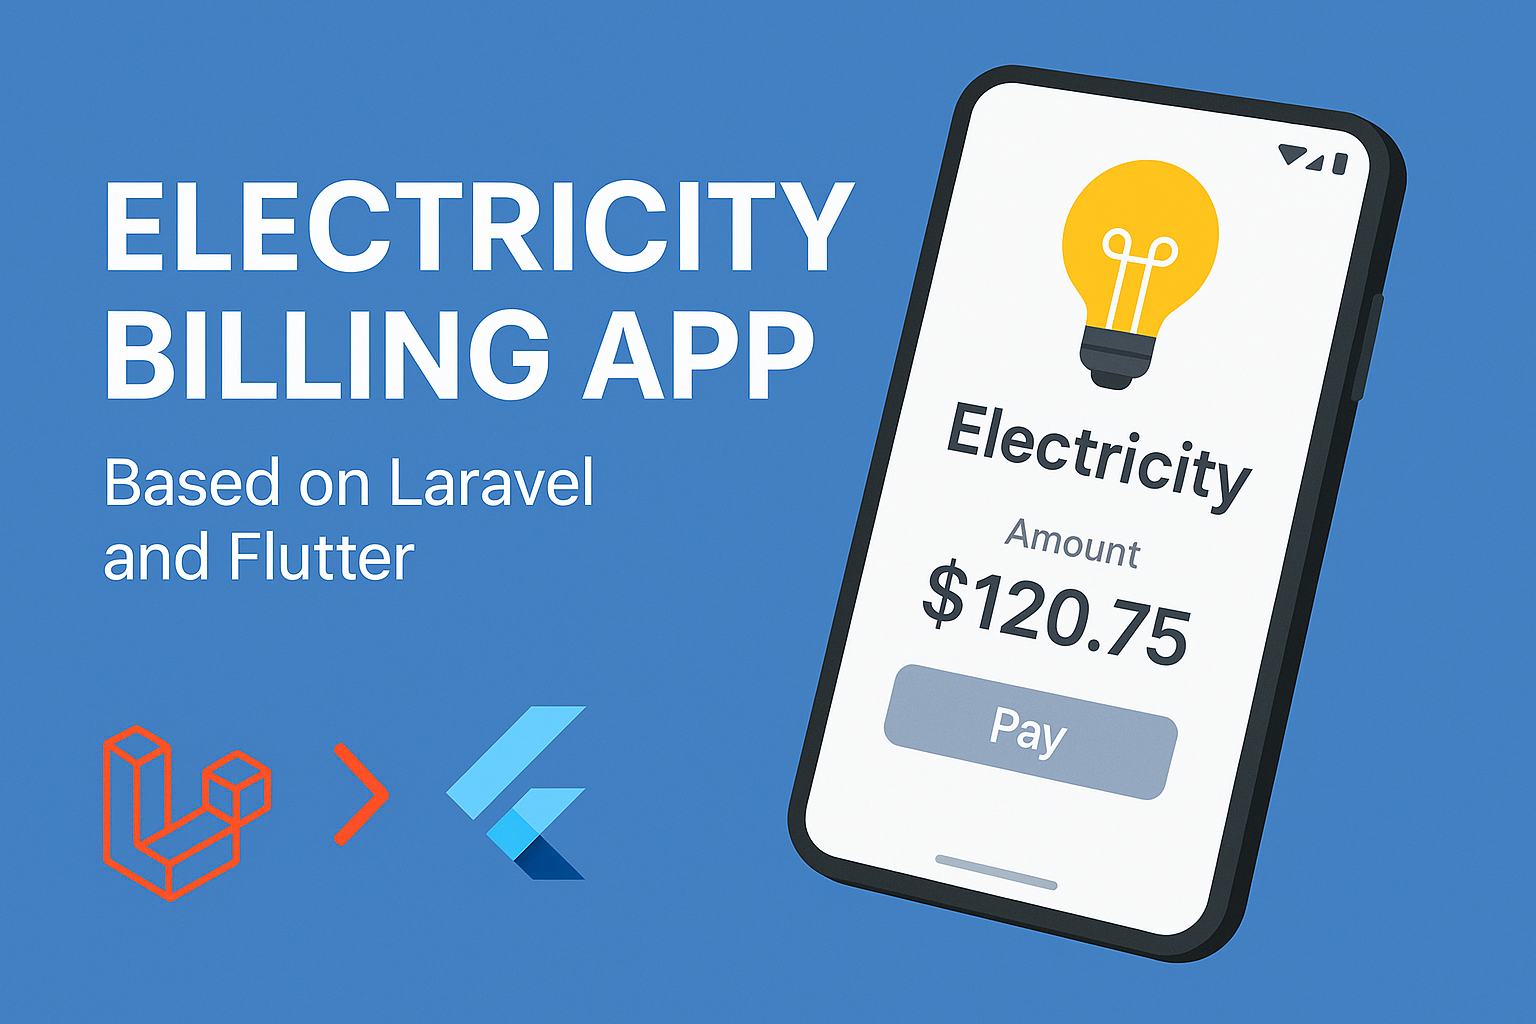 ELECTRICITY
BILLING APP
Based on Laravel
and Flutter
Electricity
Amount
$120.75
Pay